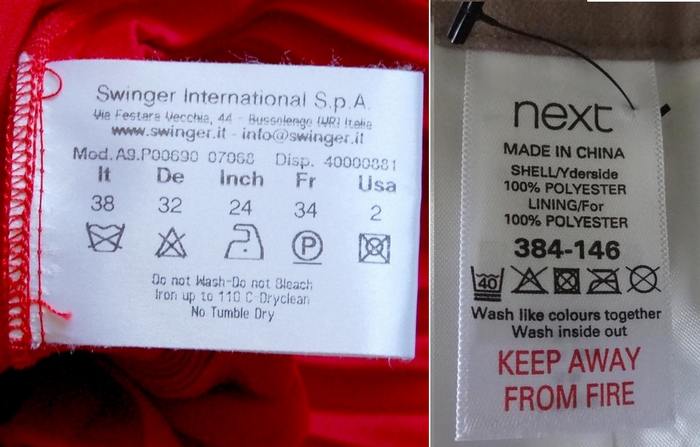 Swinger International S.p.A.
Via Festara Vecchia, 44 - Bussolengo (VR) Italia
www.swinger.it - info@swinger.it
Mod.A9.P00690 07068 Disp. 40000881
It De Inch Fr Usa
38 32 24 34 2
P
Do not Wash-Do not Bleach
Iron up to 110 C-Dryclean
No Tumble Dry
next
MADE IN CHINA
SHELL/Yderside
100% POLYESTER
LINING/For
100% POLYESTER
384-146
40
Wash like colours together
Wash inside out
KEEP AWAY
FROM FIRE